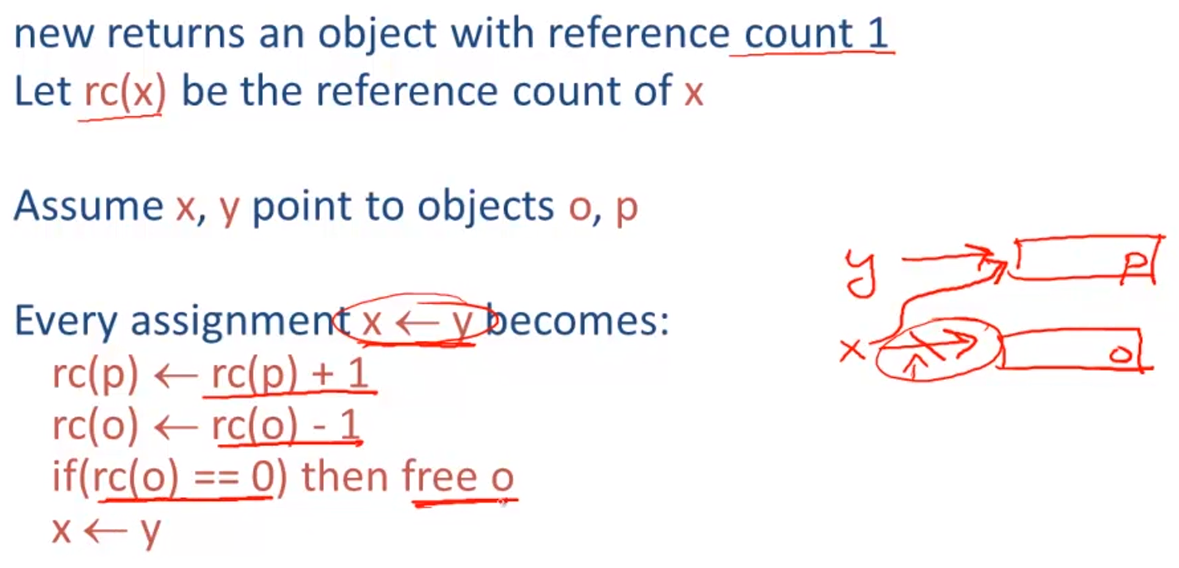 new returns an object with reference count 1
Let rc(x) be the reference count of x
Assume x, y point to objects o, p
Every assignment x ← y becomes:
rc(p) ← rc(p) + 1
rc(o) ← rc(o) - 1
if(rc(o) == 0) then free o
x ← y
y → p
x → o